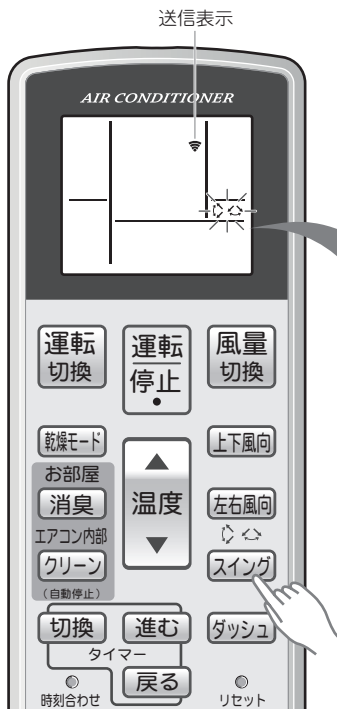 送信表示
AIR CONDITIONER
運転
切換
運転
停止
風量
切換
乾燥モード
上下風向
お部屋
消臭
温度
左右風向
エアコン内部
クリーン
スイング
(自動停止)
切換
進む
ダッシュ
タイマー
戻る
時刻合わせ
リセット